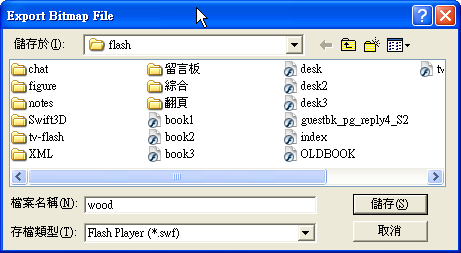 Export Bitmap File
儲存於(I): flash
chat 留言板 desk tv
figure 綜合 desk2
notes 翻頁 desk3
Swift3D book1 guestbk_pg_reply4_S2
tv-flash book2 index
XML book3 OLDBOOK
檔案名稱(N): wood 儲存(S)
存檔類型(T): Flash Player (*.swf) 取消